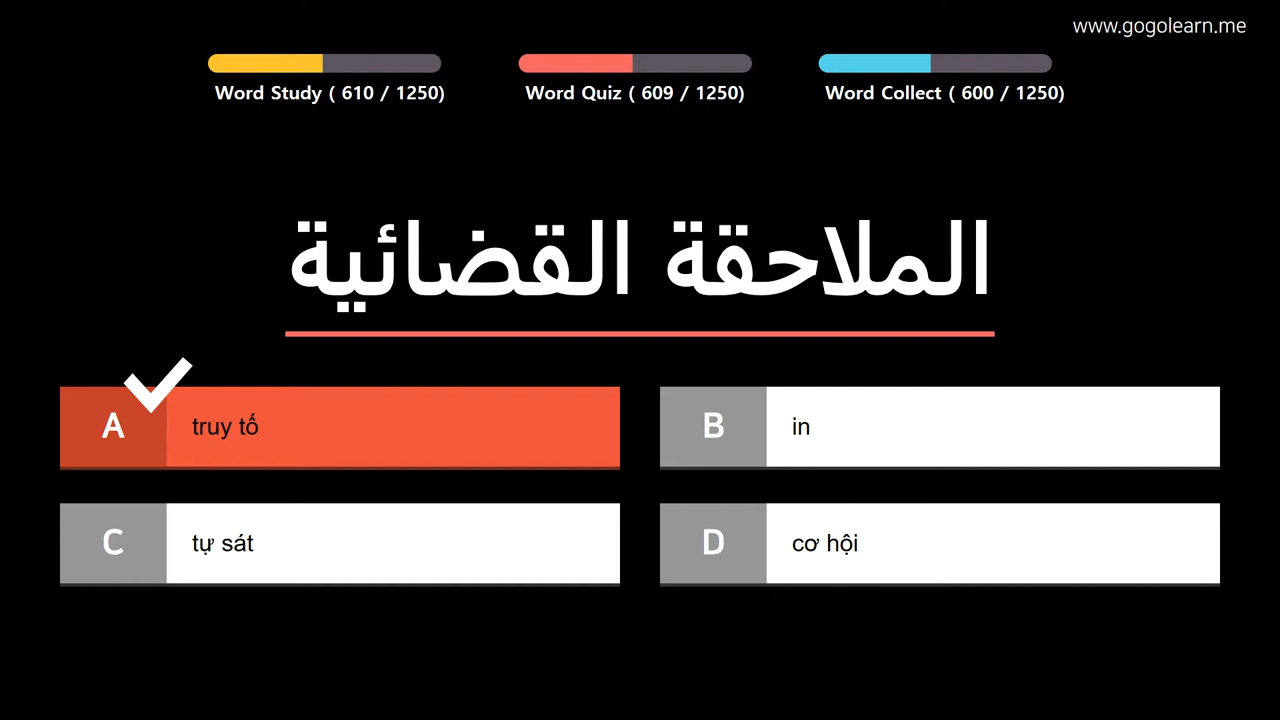 www.gogolearn.me
Word Study ( 610 / 1250)
Word Quiz ( 609 / 1250)
Word Collect ( 600 / 1250)
الملاحقة القضائية
A truy tố
B in
C tự sát
D cơ hội